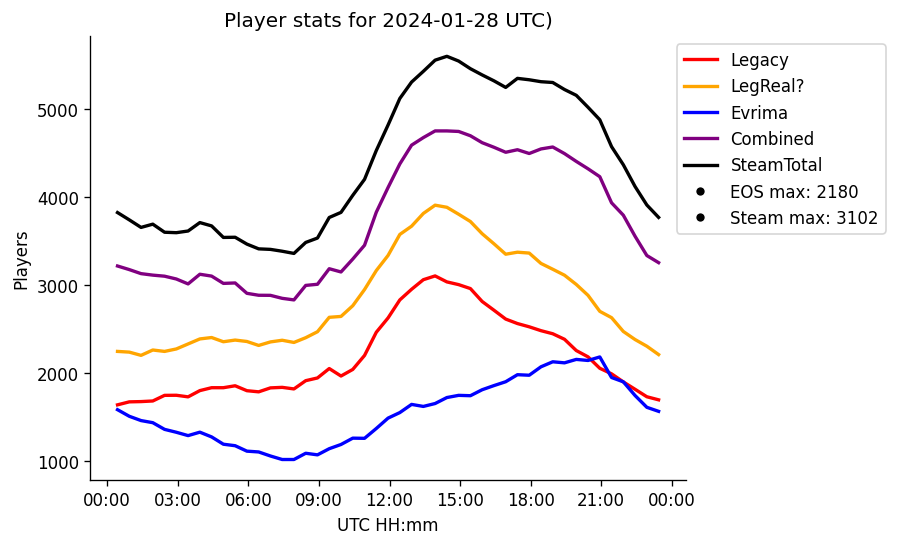 Player stats for 2024-01-28 UTC)
Legacy
LegReal?
Evrima
Combined
SteamTotal
EOS max: 2180
Steam max: 3102
Players
5000
4000
3000
2000
1000
00:00 03:00 06:00 09:00 12:00 15:00 18:00 21:00 00:00
UTC HH:mm